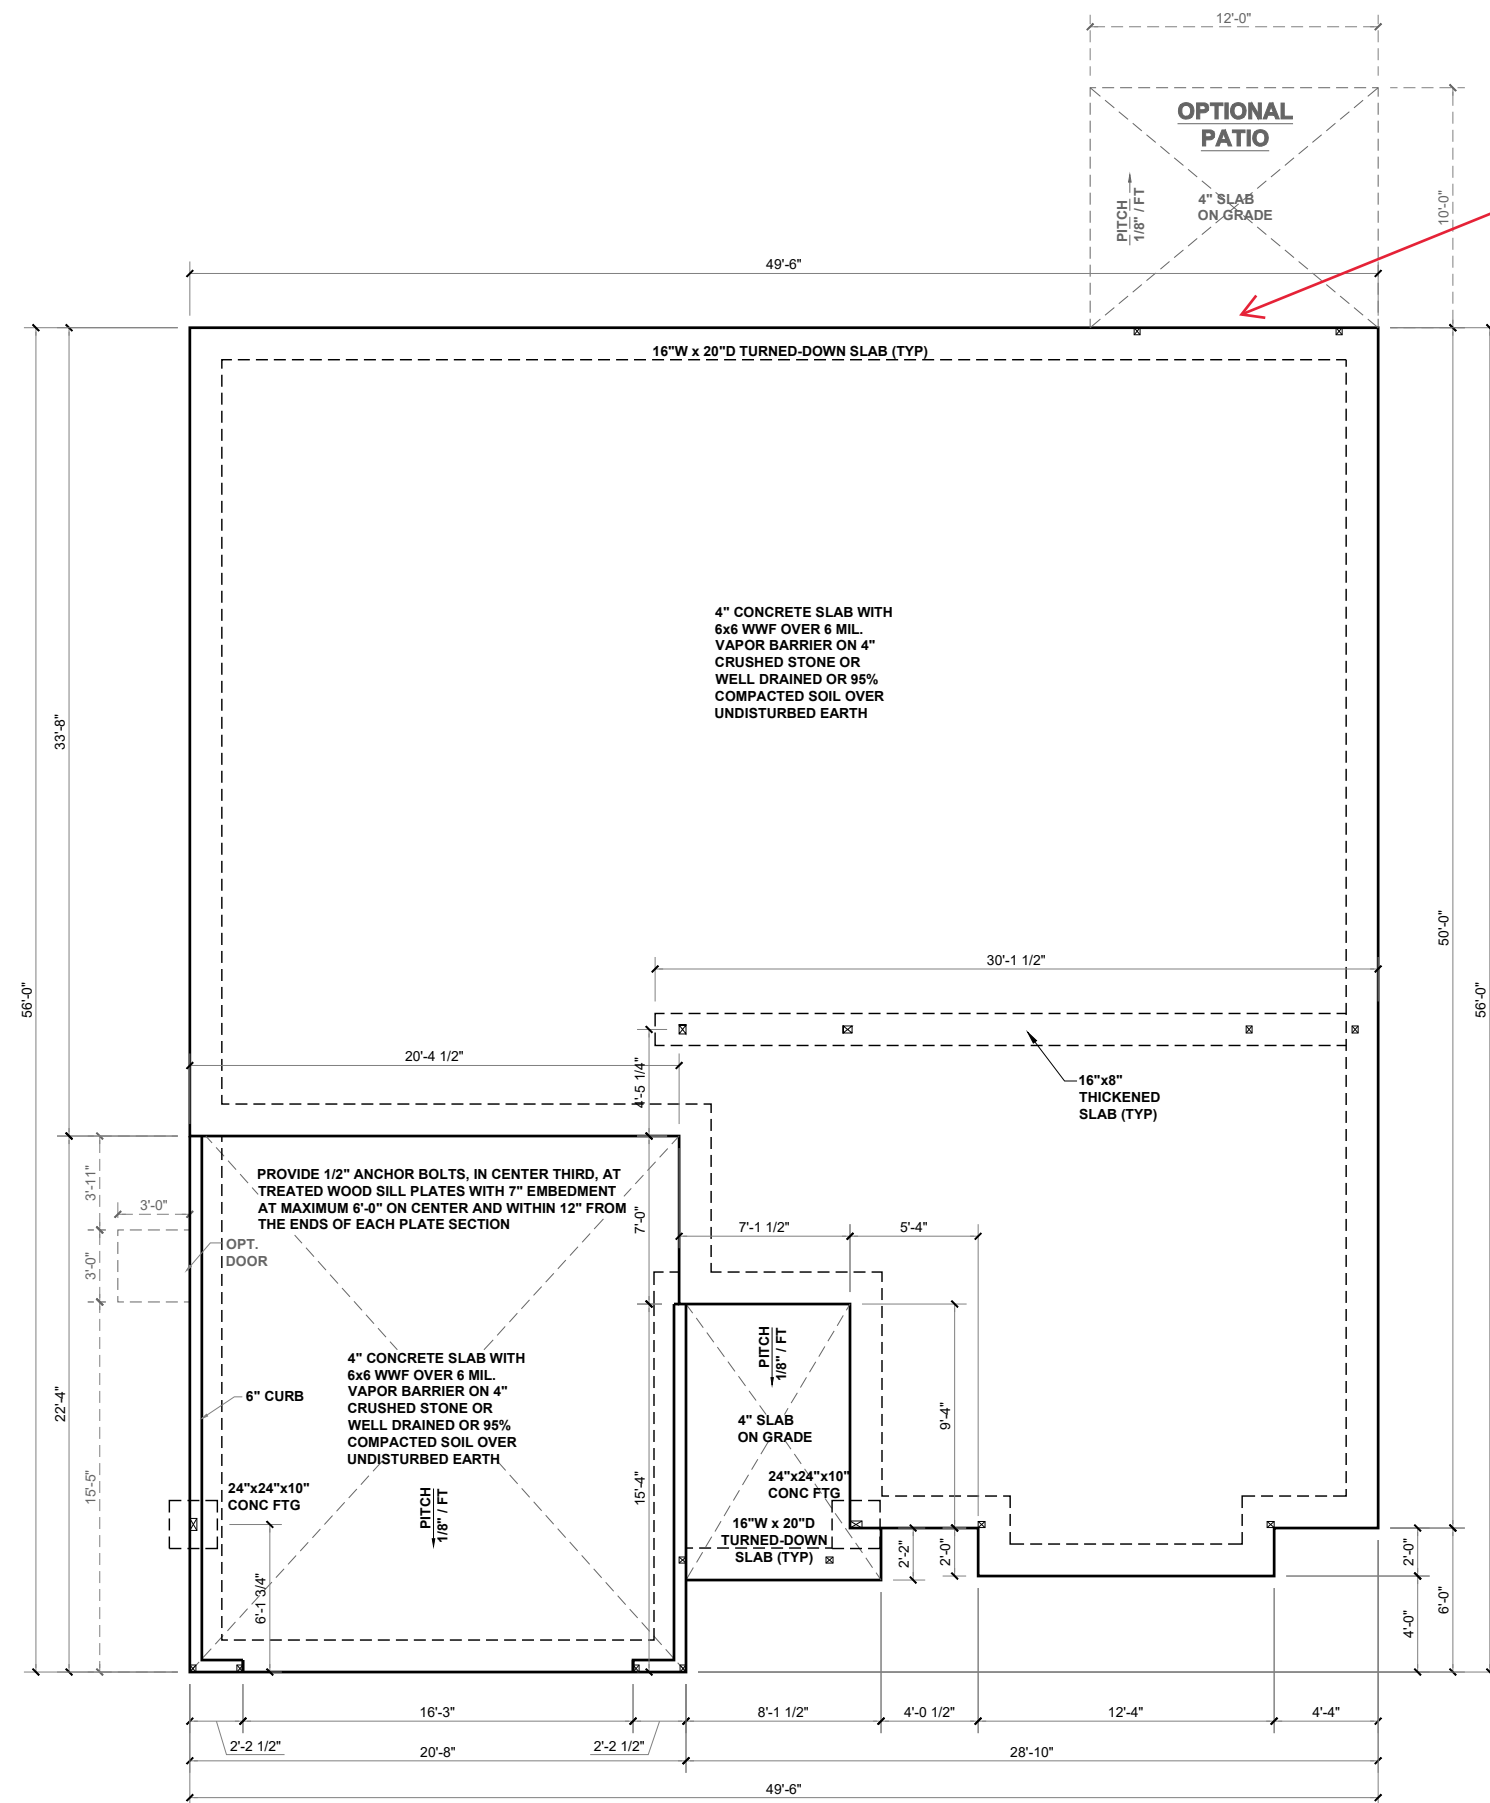 12'-0"
OPTIONAL
PATIO
PITCH
1/8" / FT
4" SLAB
ON GRADE
10'-0"
49'-6"
16"W x 20"D TURNED-DOWN SLAB (TYP)
4" CONCRETE SLAB WITH
6x6 WWF OVER 6 MIL.
VAPOR BARRIER ON 4"
CRUSHED STONE OR
WELL DRAINED OR 95%
COMPACTED SOIL OVER
UNDISTURBED EARTH
33'-8"
56'-0"
50'-0"
56'-0"
30'-1 1/2"
20'-4 1/2"
4'-5 1/4"
16"x8"
THICKENED
SLAB (TYP)
3'-11"
3'-0"
PROVIDE 1/2" ANCHOR BOLTS, IN CENTER THIRD, AT
TREATED WOOD SILL PLATES WITH 7" EMBEDMENT
AT MAXIMUM 6'-0" ON CENTER AND WITHIN 12" FROM
THE ENDS OF EACH PLATE SECTION
7'-0"
7'-1 1/2"
5'-4"
OPT.
DOOR
3'-0"
PITCH
1/8" / FT
4" CONCRETE SLAB WITH
6x6 WWF OVER 6 MIL.
VAPOR BARRIER ON 4"
CRUSHED STONE OR
WELL DRAINED OR 95%
COMPACTED SOIL OVER
UNDISTURBED EARTH
22'-4"
6" CURB
4" SLAB
ON GRADE
9'-4"
15'-5"
24"x24"x10"
CONC FTG
PITCH
1/8" / FT
15'-4"
24"x24"x10"
CONC FTG
16"W x 20"D
TURNED-DOWN
SLAB (TYP)
2'-2"
2'-0"
2'-0"
6'-1 3/4"
4'-0"
6'-0"
16'-3"
8'-1 1/2"
4'-0 1/2"
12'-4"
4'-4"
2'-2 1/2"
2'-2 1/2"
20'-8"
28'-10"
49'-6"